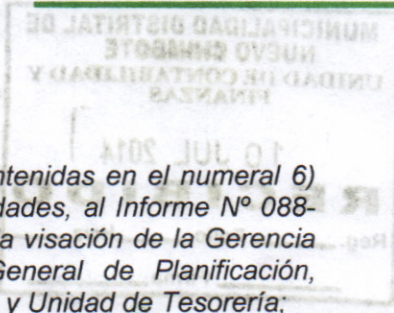 MUNICIPALIDAD DISTRITAL DE
NUEVO CHIMBOTE
UNIDAD DE CONTABILIDAD Y
FINANZAS
10 JUL 2014
ntenidas en el numeral 6)
dades, al Informe Nº 088-
a visación de la Gerencia
General de Planificación,
y Unidad de Tesorería;